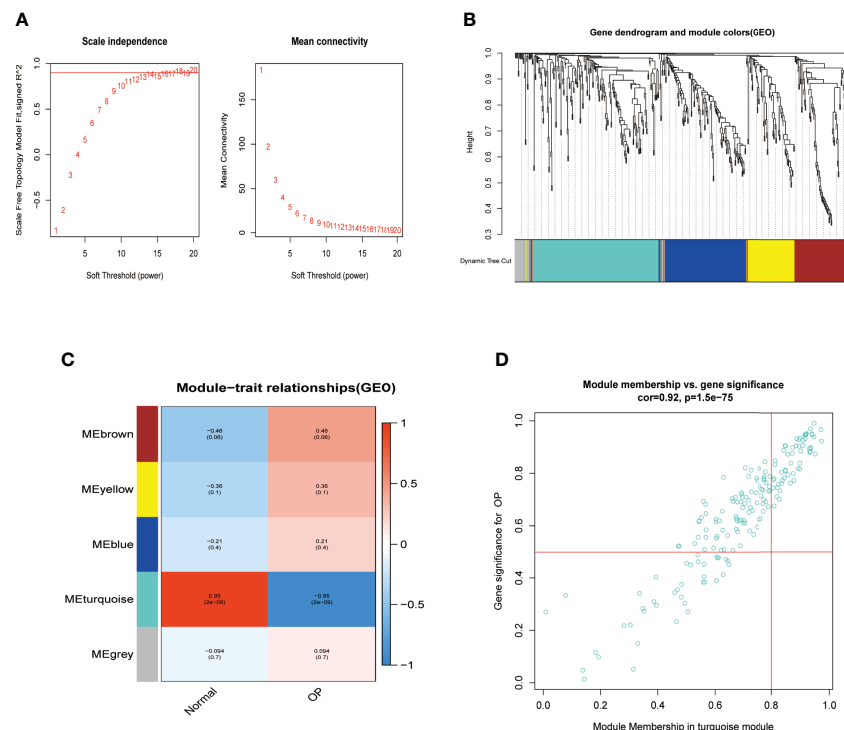 A
Scale independence
Scale Free Topology Model Fit,signed R^2
1.0
0.5
0.0
−0.5
1 2 3 4 5 6 7 8 9 10 11 12 13 14 15 16 17 18 19 20
5 10 15 20
Soft Threshold (power)
Mean connectivity
Mean Connectivity
150
100
50
0
1 2 3 4 5 6 7 8 9 10 11 12 13 14 15 16 17 18 19 20
5 10 15 20
Soft Threshold (power)
B
Gene dendrogram and module colors(GEO)
Height
1.0
0.9
0.8
0.7
0.6
0.5
0.4
0.3
Dynamic Tree Cut
C
Module−trait relationships(GEO)
MEbrown
−0.46 0.46
(0.06) (0.06)
MEyellow
−0.36 0.36
(0.1) (0.1)
MEblue
−0.21 0.21
(0.4) (0.4)
MEturquoise
0.95 −0.95
(2e−09) (2e−09)
MEgrey
−0.094 0.094
(0.7) (0.7)
Normal OP
1
0.5
0
−0.5
−1
D
Module membership vs. gene significance
cor=0.92, p=1.5e−75
Gene significance for OP
1.0
0.8
0.6
0.4
0.2
0.0
0.0 0.2 0.4 0.6 0.8 1.0
Module Membership in turquoise module